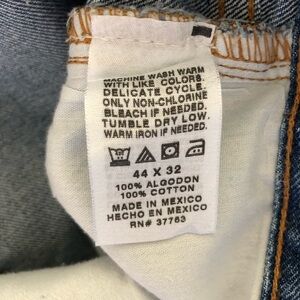 MACHINE WASH WARM
WITH LIKE COLORS.
DELICATE CYCLE.
ONLY NON-CHLORINE
BLEACH IF NEEDED.
TUMBLE DRY LOW.
WARM IRON IF NEEDED.
44 X 32
100% ALGODON
100% COTTON
MADE IN MEXICO
HECHO EN MEXICO
RN# 37763